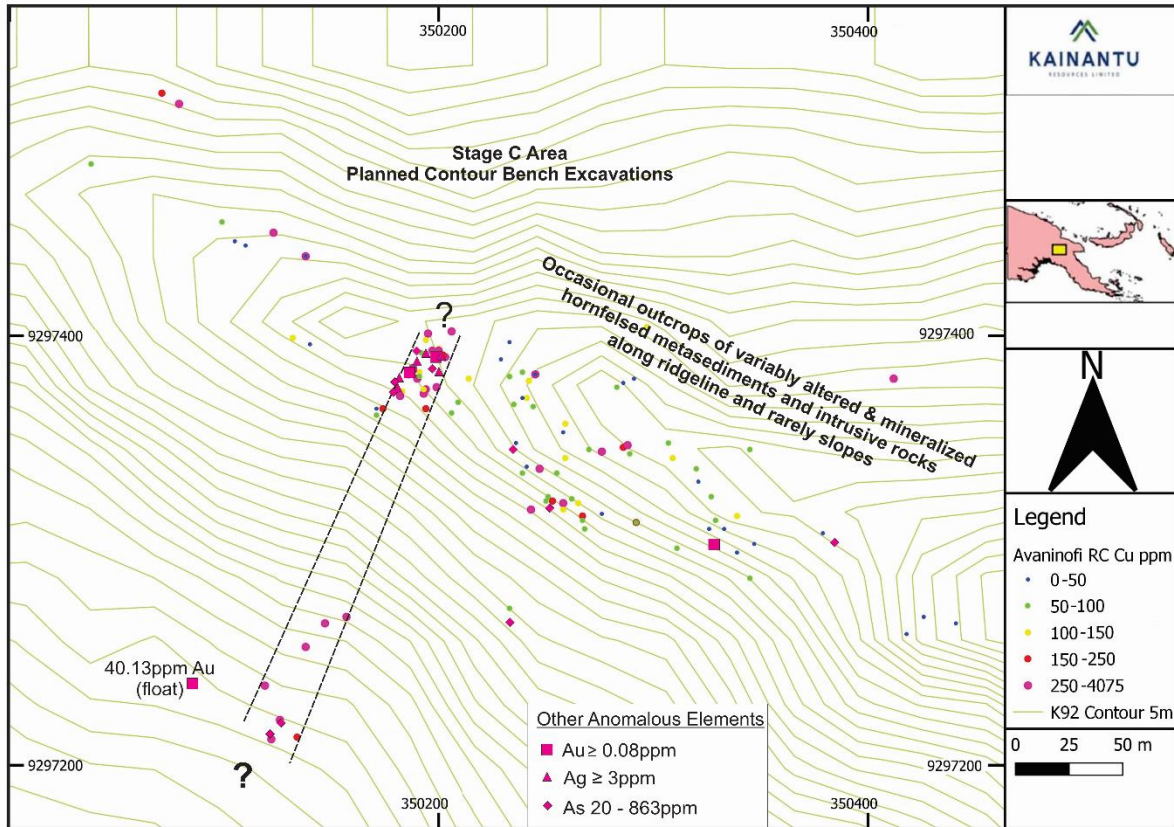 350200
350400
KAINANTU
RESOURCES LIMITED
Stage C Area
Planned Contour Bench Excavations
Occasional outcrops of variably altered & mineralized
hornfelsed metasediments and intrusive rocks
along ridgeline and rarely slopes
?
9297400
9297400
N
40.13ppm Au
(float)
?
Other Anomalous Elements
Au ≥ 0.08ppm
Ag ≥ 3ppm
As 20 - 863ppm
Legend
Avaninofi RC Cu ppm
0-50
50-100
100-150
150-250
250-4075
K92 Contour 5m
0 25 50 m
9297200
9297200
350200
350400